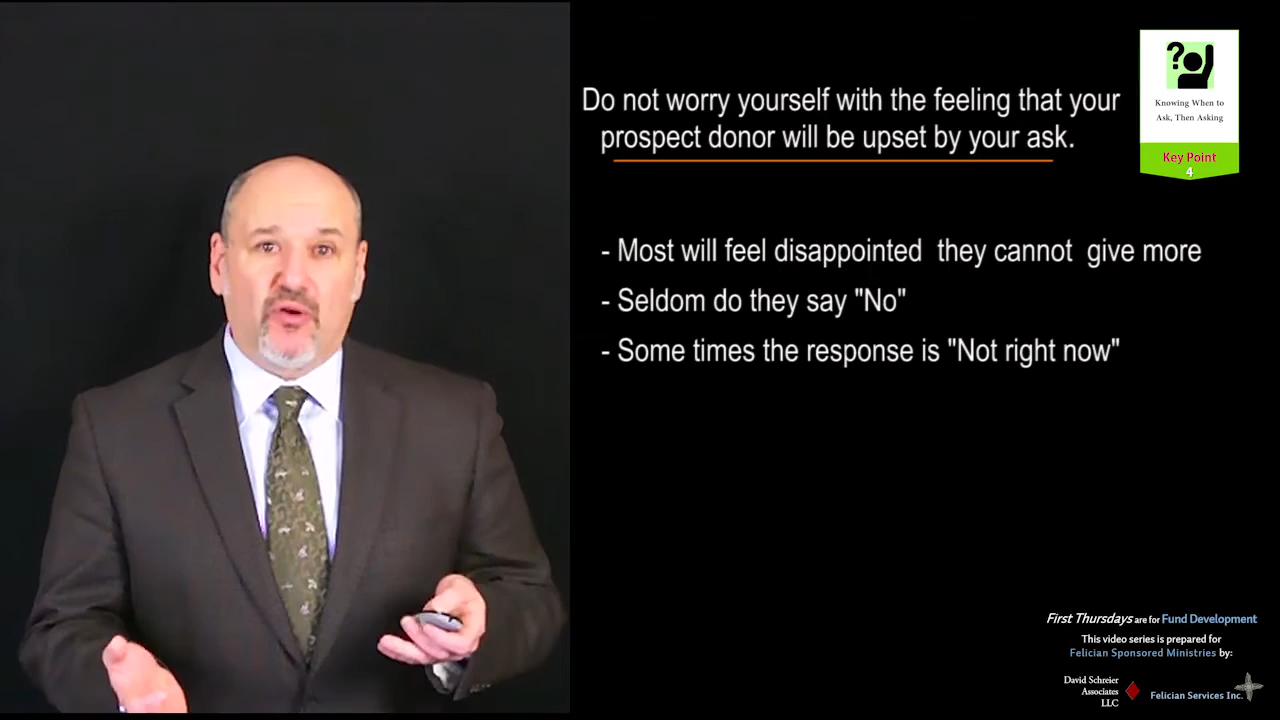 Do not worry yourself with the feeling that your
prospect donor will be upset by your ask.
- Most will feel disappointed they cannot give more
- Seldom do they say "No"
- Some times the response is "Not right now"
?
Knowing When to
Ask, Then Asking
Key Point
4
First Thursdays are for Fund Development
This video series is prepared for
Felician Sponsored Ministries by:
David Schreier
Associates
LLC
Felician Services Inc.